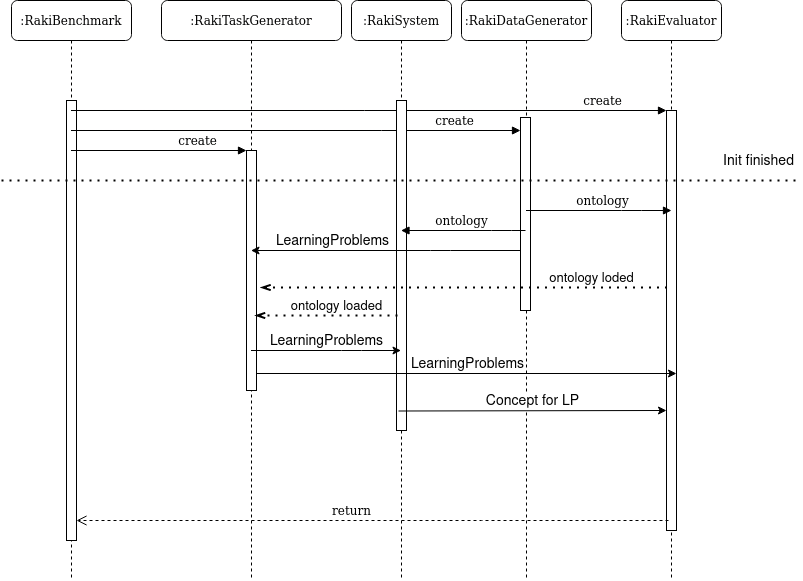 :RakiBenchmark
:RakiTaskGenerator
:RakiSystem
:RakiDataGenerator
:RakiEvaluator
create
create
create
Init finished
ontology
ontology
LearningProblems
ontology loded
ontology loaded
LearningProblems
LearningProblems
Concept for LP
return